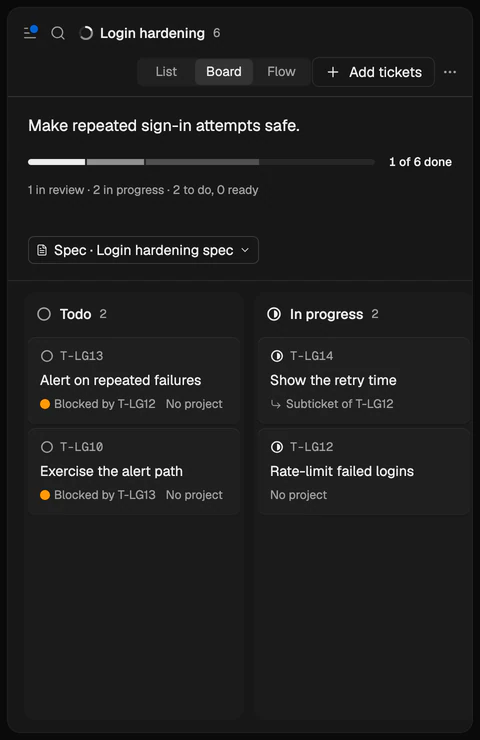 Login hardening 6
List Board Flow + Add tickets ···
Make repeated sign-in attempts safe.
1 of 6 done
1 in review · 2 in progress · 2 to do, 0 ready
Spec · Login hardening spec
Todo 2
T-LG13
Alert on repeated failures
Blocked by T-LG12 No project
T-LG10
Exercise the alert path
Blocked by T-LG13 No project
In progress 2
T-LG14
Show the retry time
Subticket of T-LG12
T-LG12
Rate-limit failed logins
No project